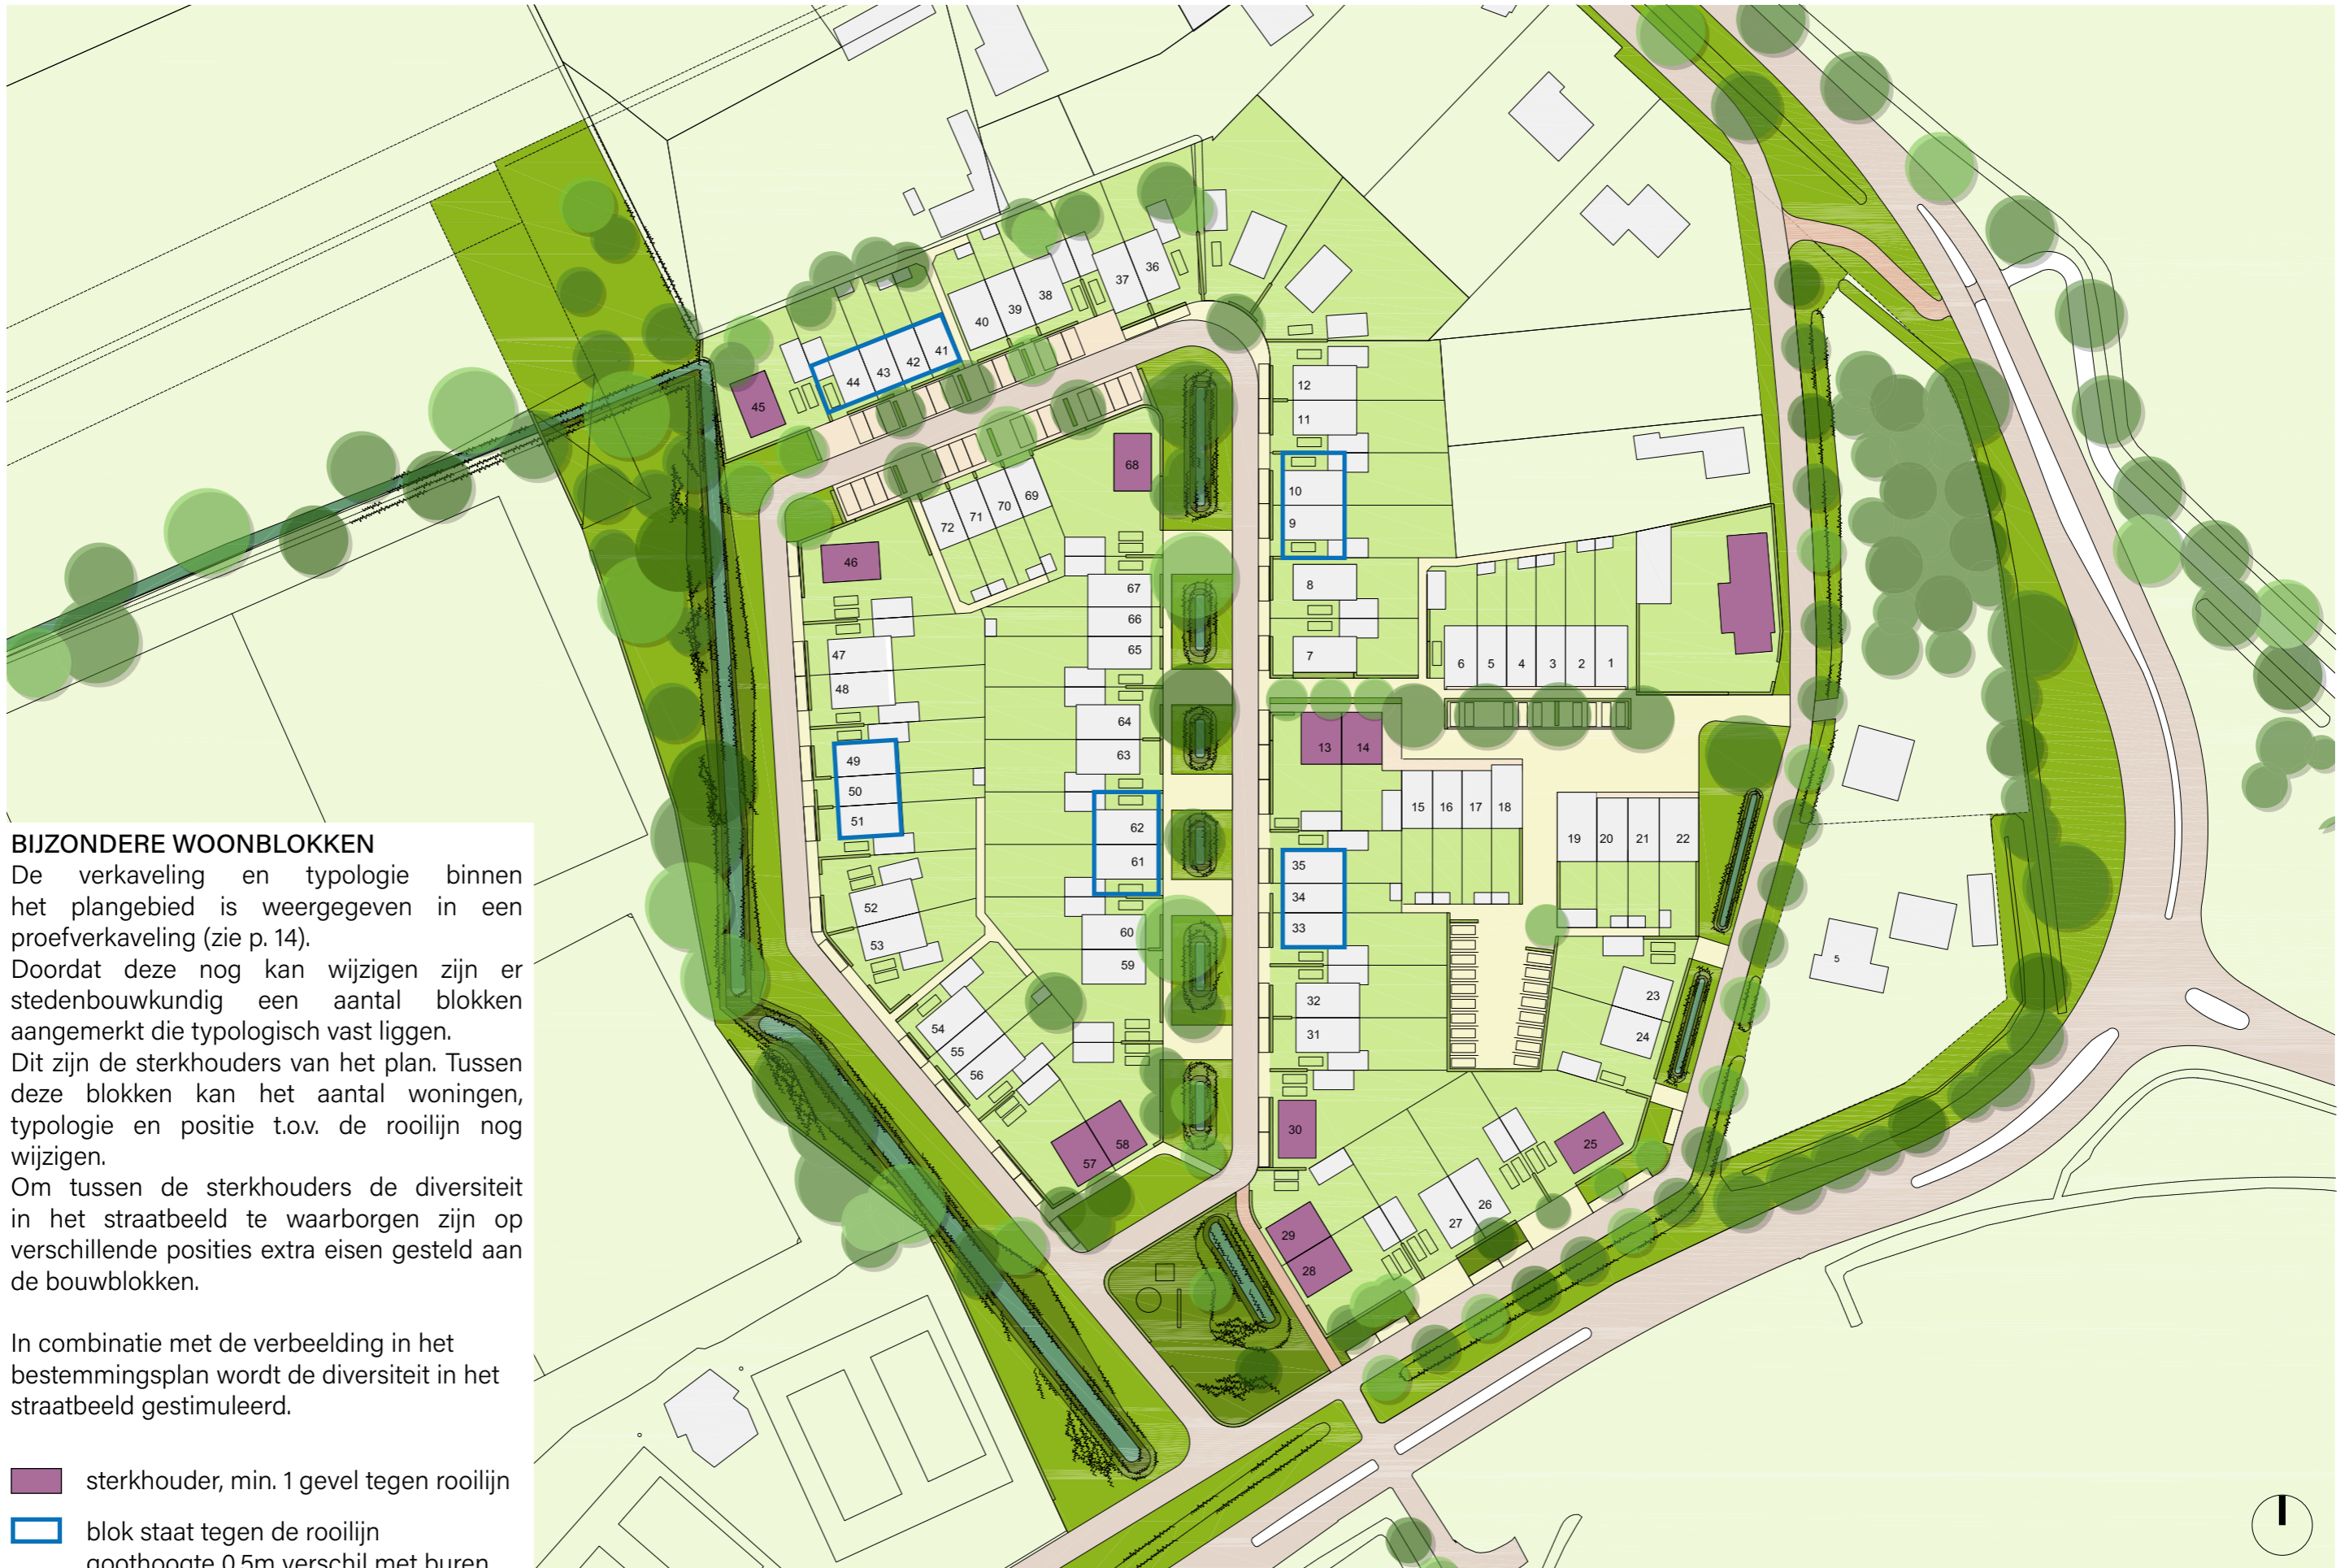 BIJZONDERE WOONBLOKKEN
De verkaveling en typologie binnen
het plangebied is weergegeven in een
proefverkaveling (zie p. 14).
Doordat deze nog kan wijzigen zijn er
stedenbouwkundig een aantal blokken
aangemerkt die typologisch vast liggen.
Dit zijn de sterkhouders van het plan. Tussen
deze blokken kan het aantal woningen,
typologie en positie t.o.v. de rooilijn nog
wijzigen.
Om tussen de sterkhouders de diversiteit
in het straatbeeld te waarborgen zijn op
verschillende posities extra eisen gesteld aan
de bouwblokken.
In combinatie met de verbeelding in het
bestemmingsplan wordt de diversiteit in het
straatbeeld gestimuleerd.
sterkhouder, min. 1 gevel tegen rooilijn
blok staat tegen de rooilijn
goothoogte 0,5m verschil met buren
36
37
38
39
40
41
42
43
44
45
68
69
70
71
72
46
47
48
49
50
51
52
53
54
55
56
57
58
67
66
65
64
63
62
61
60
59
12
11
10
9
8
7
6 5 4 3 2 1
13 14
15 16 17 18
19 20 21 22
35
34
33
32
31
30
23
24
25
26
27
29
28
5